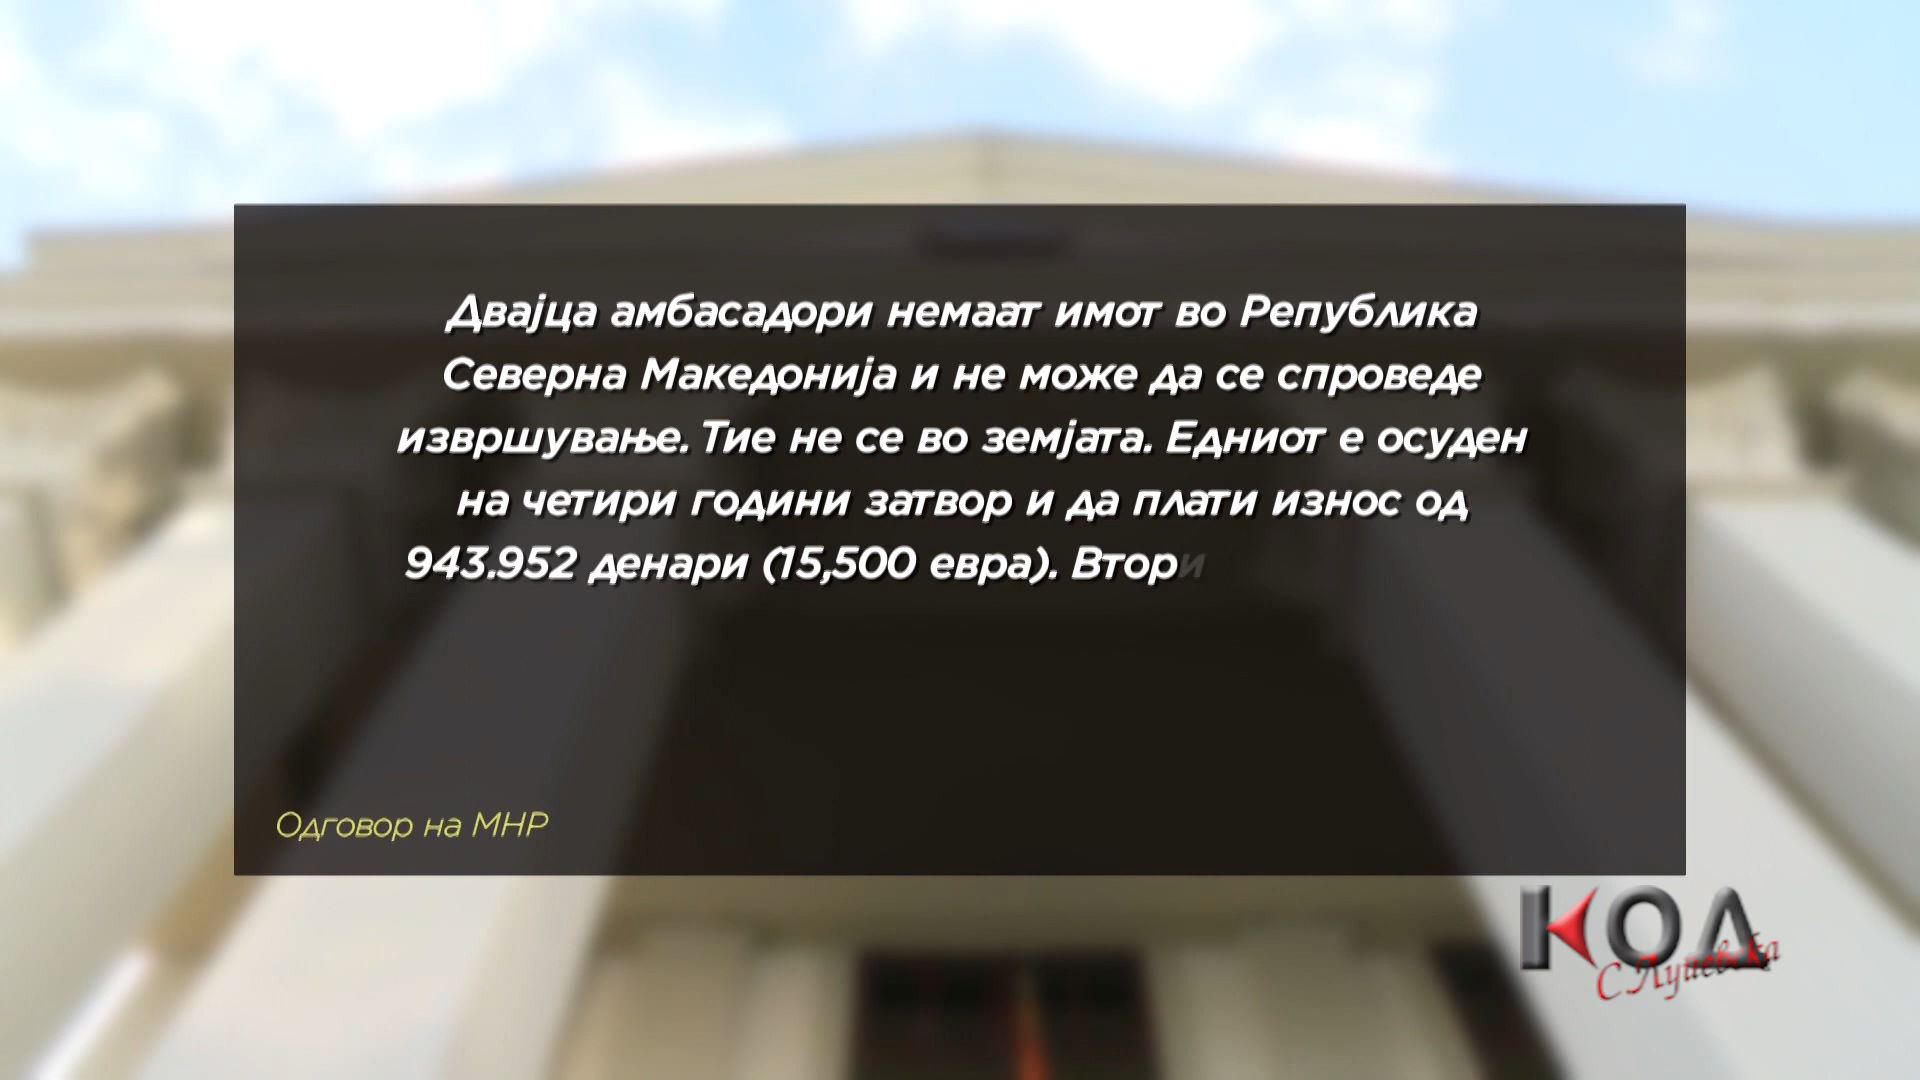 Двајца амбасадори немаат имот во Република
Северна Македонија и не може да се спроведе
извршување. Тие не се во земјата. Едниот е осуден
на четири години затвор и да плати износ од
943.952 денари (15,500 евра). Втори
Одговор на МНР
КОД
С Лупевска